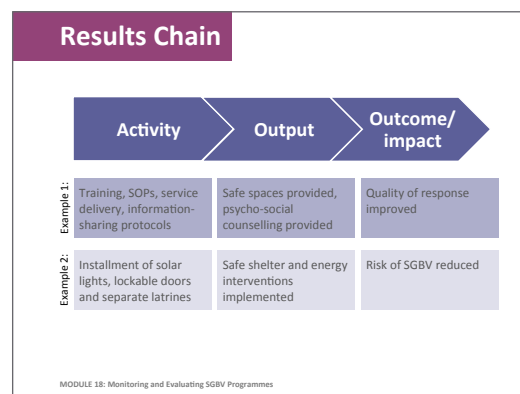 Results Chain
Activity
Output
Outcome/
impact
Example 1:
Training, SOPs, service
delivery, information-
sharing protocols
Safe spaces provided,
psycho-social
counselling provided
Quality of response
improved
Example 2:
Installment of solar
lights, lockable doors
and separate latrines
Safe shelter and energy
interventions
implemented
Risk of SGBV reduced
MODULE 18: Monitoring and Evaluating SGBV Programmes